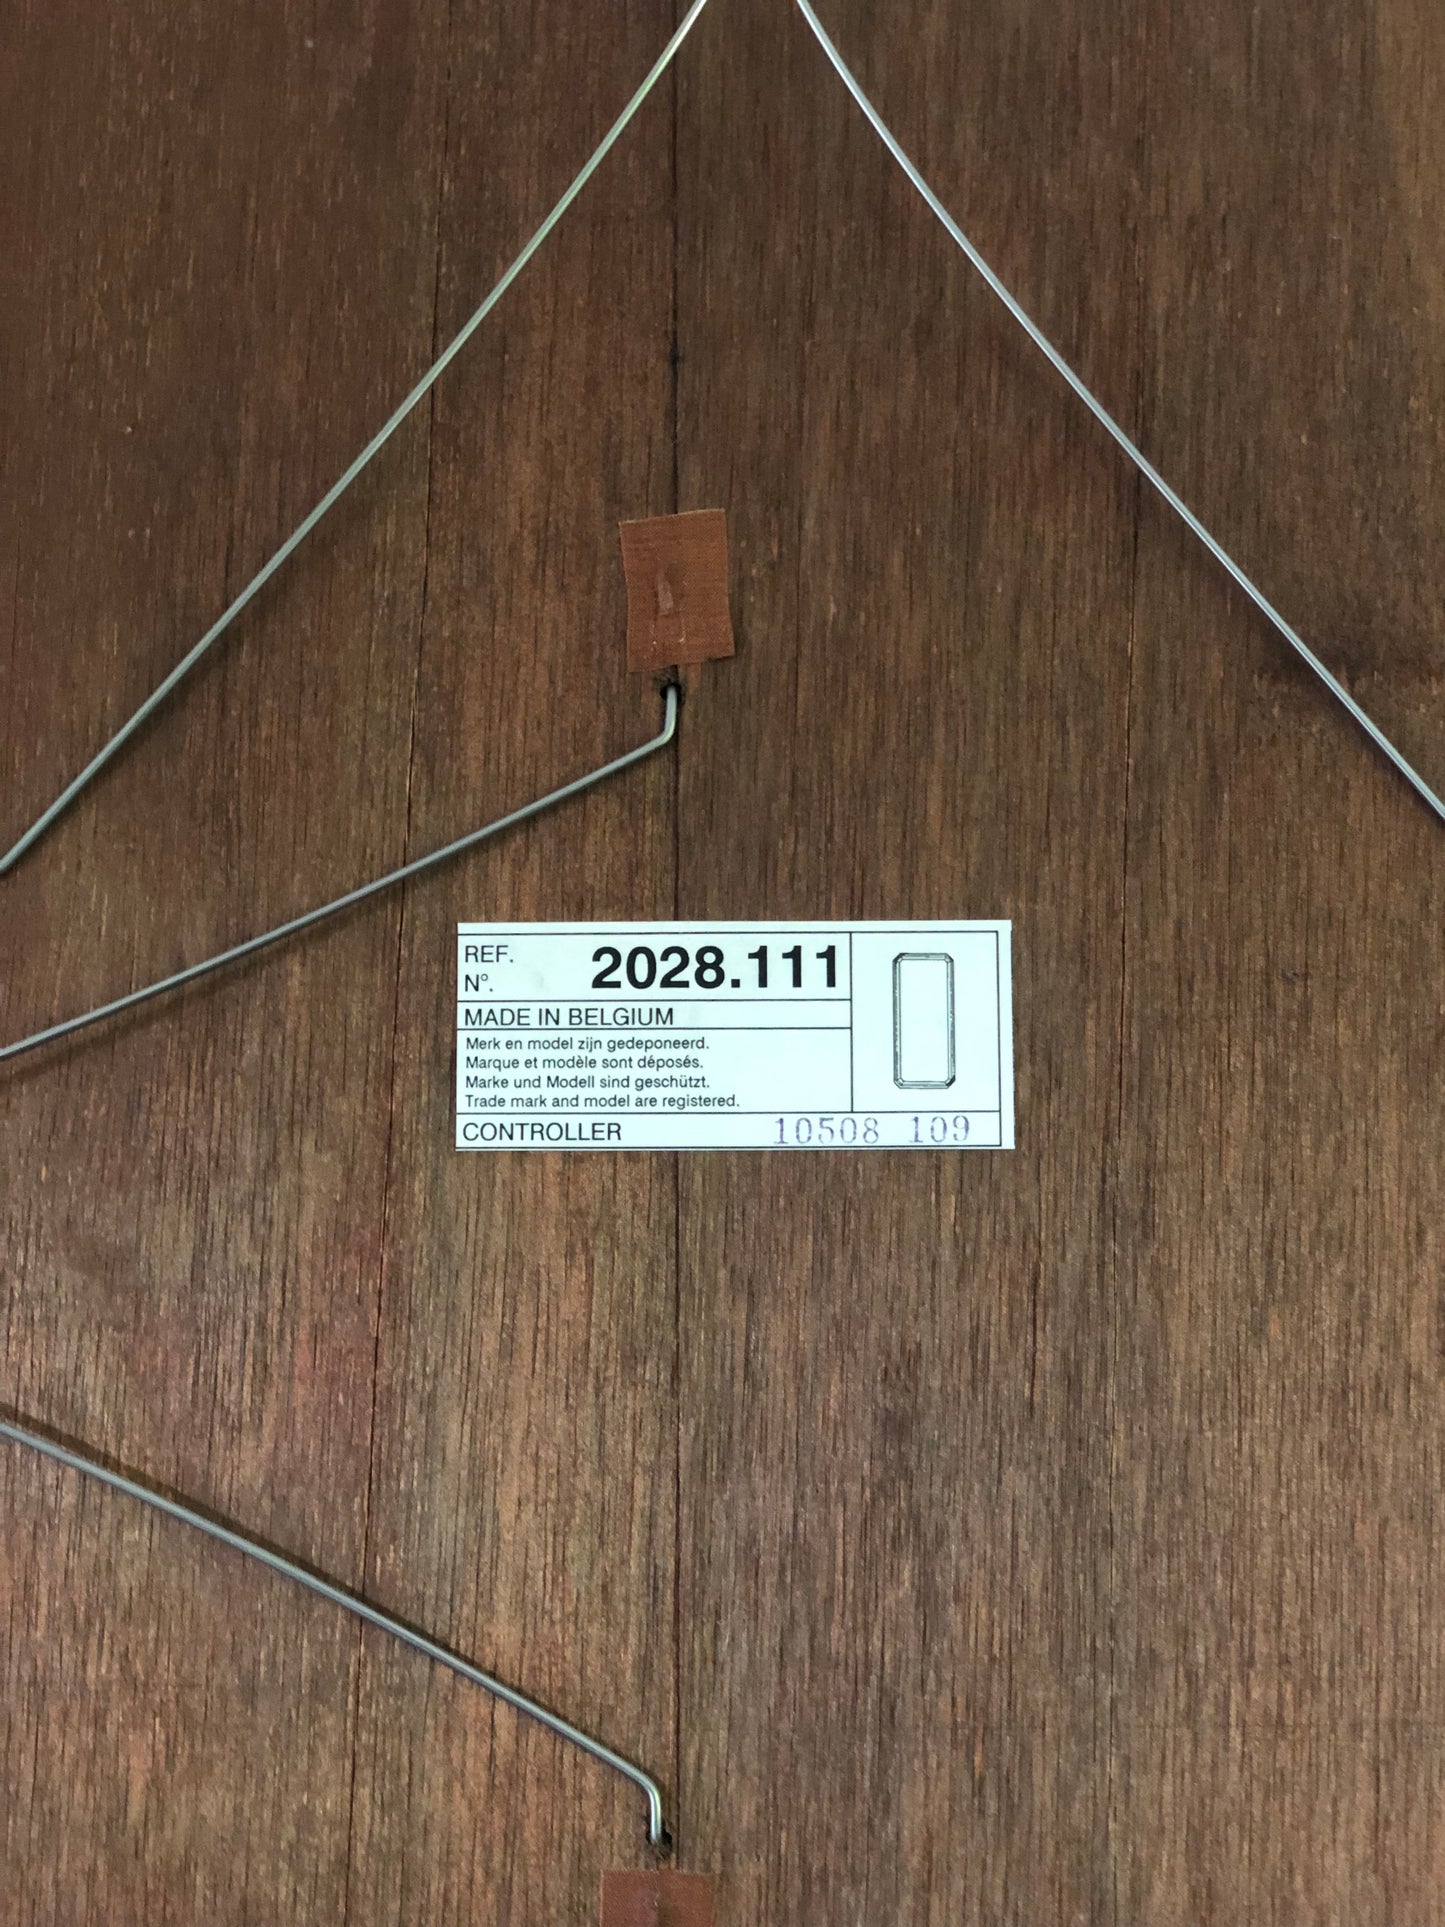 REF.
N°.
2028.111
MADE IN BELGIUM
Merk en model zijn gedeponeerd.
Marque et modèle sont déposés.
Marke und Modell sind geschützt.
Trade mark and model are registered.
CONTROLLER 10508 109